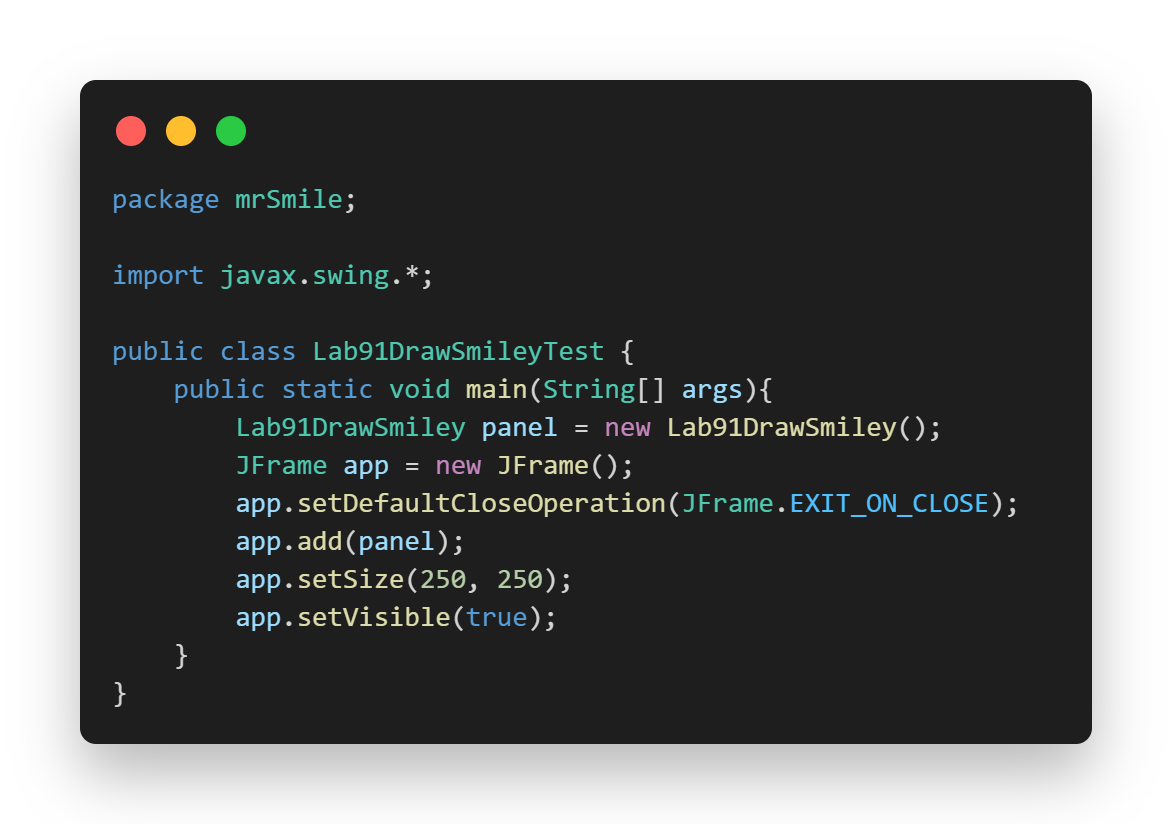 package mrSmile;

import javax.swing.*;

public class Lab91DrawSmileyTest {
    public static void main(String[] args){
        Lab91DrawSmiley panel = new Lab91DrawSmiley();
        JFrame app = new JFrame();
        app.setDefaultCloseOperation(JFrame.EXIT_ON_CLOSE);
        app.add(panel);
        app.setSize(250, 250);
        app.setVisible(true);
    }
}